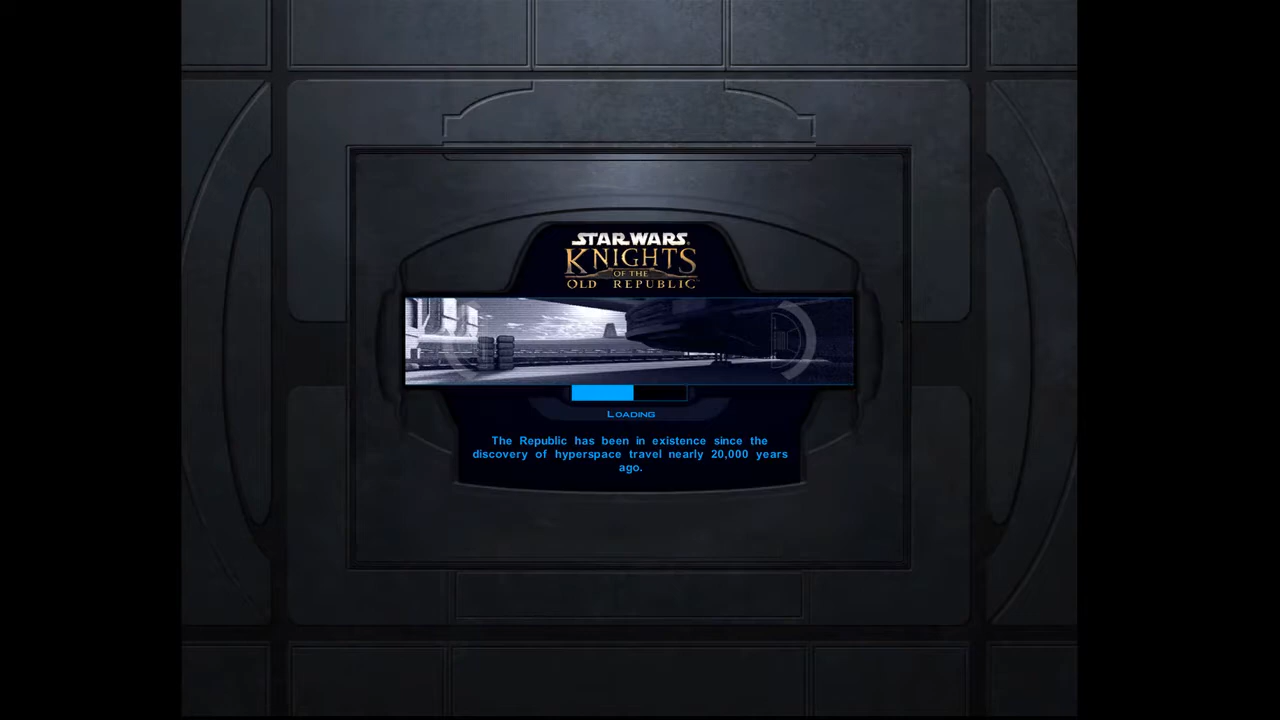 STAR WARS
KNIGHTS
OF THE
OLD REPUBLIC
LOADING
The Republic has been in existence since the
discovery of hyperspace travel nearly 20,000 years
ago.